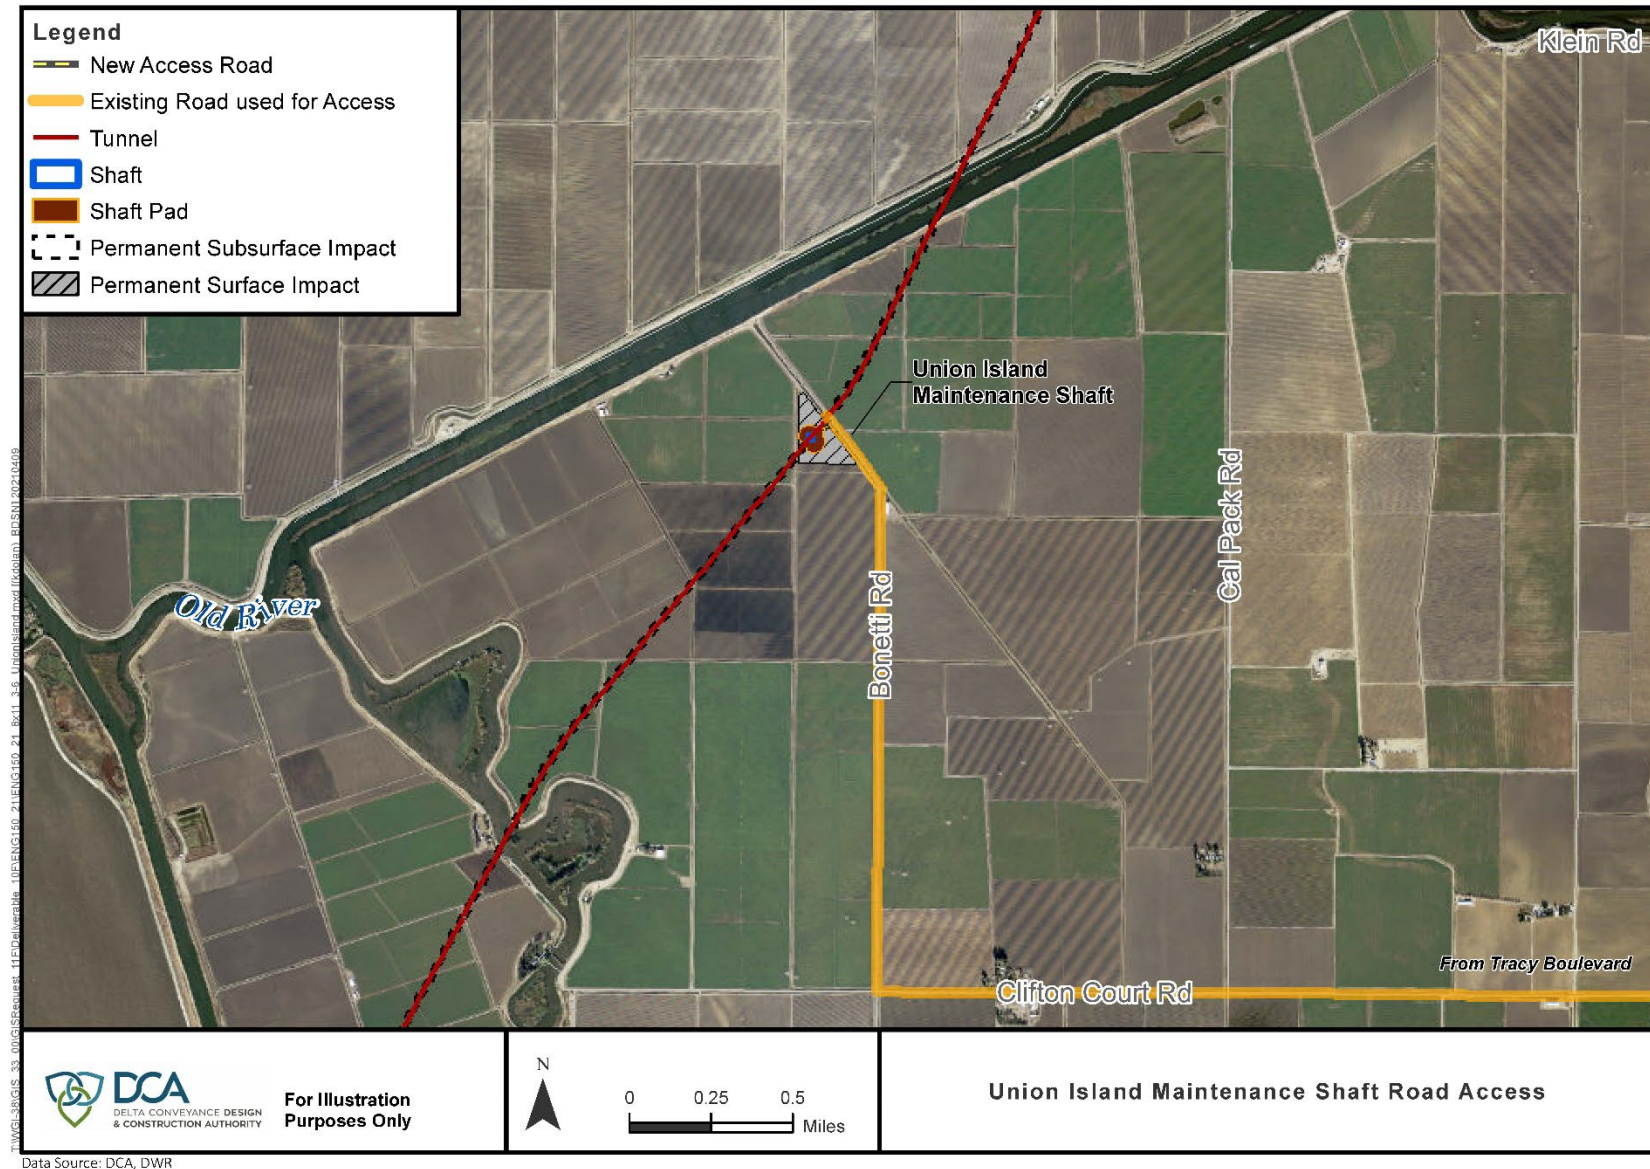 Legend
New Access Road
Existing Road used for Access
Tunnel
Shaft
Shaft Pad
Permanent Subsurface Impact
Permanent Surface Impact
Klein Rd
Union Island
Maintenance Shaft
Cal Pack Rd
Old River
Bonetti Rd
From Tracy Boulevard
Clifton Court Rd
DCA
DELTA CONVEYANCE DESIGN
& CONSTRUCTION AUTHORITY
For Illustration
Purposes Only
N
0 0.25 0.5
Miles
Union Island Maintenance Shaft Road Access
Data Source: DCA, DWR